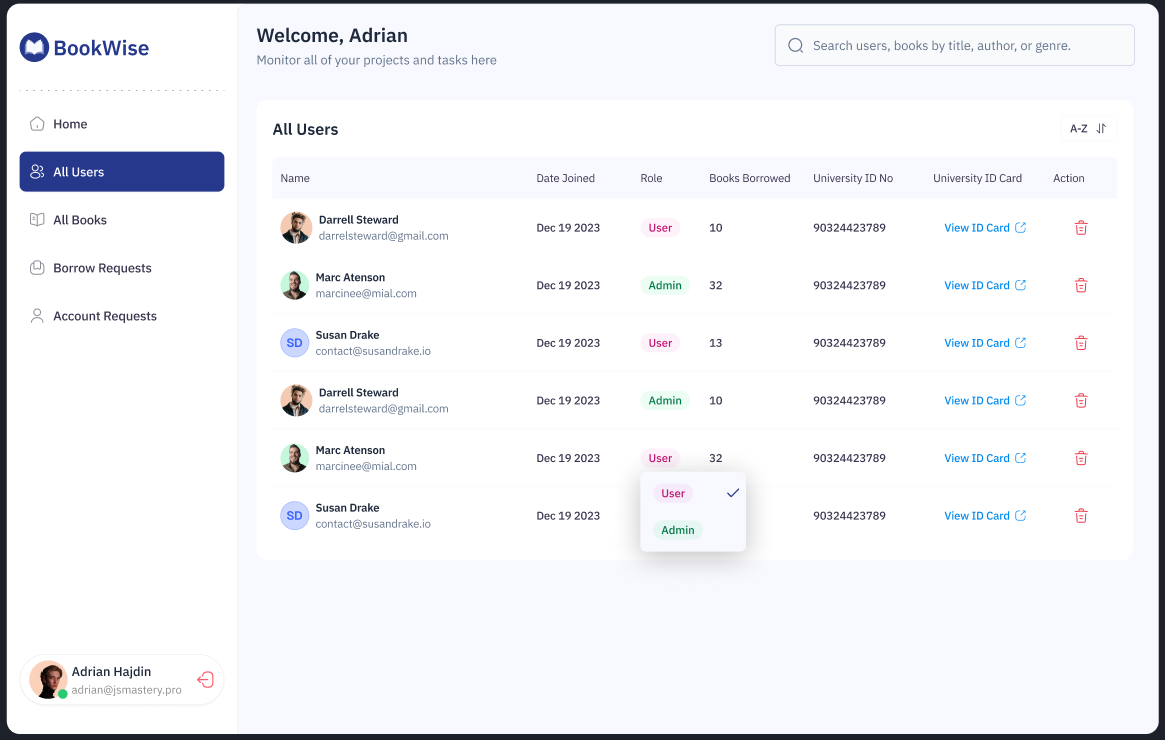 BookWise
Welcome, Adrian
Monitor all of your projects and tasks here
Search users, books by title, author, or genre.
Home
All Users
All Books
Borrow Requests
Account Requests
All Users
A-Z
Name Date Joined Role Books Borrowed University ID No University ID Card Action
Darrell Steward
darrelsteward@gmail.com
Dec 19 2023 User 10 90324423789 View ID Card
Marc Atenson
marcinee@mial.com
Dec 19 2023 Admin 32 90324423789 View ID Card
SD
Susan Drake
contact@susandrake.io
Dec 19 2023 User 13 90324423789 View ID Card
Darrell Steward
darrelsteward@gmail.com
Dec 19 2023 Admin 10 90324423789 View ID Card
Marc Atenson
marcinee@mial.com
Dec 19 2023 User 32 90324423789 View ID Card
SD
Susan Drake
contact@susandrake.io
Dec 19 2023 90324423789 View ID Card
User
Admin
Adrian Hajdin
adrian@jsmastery.pro